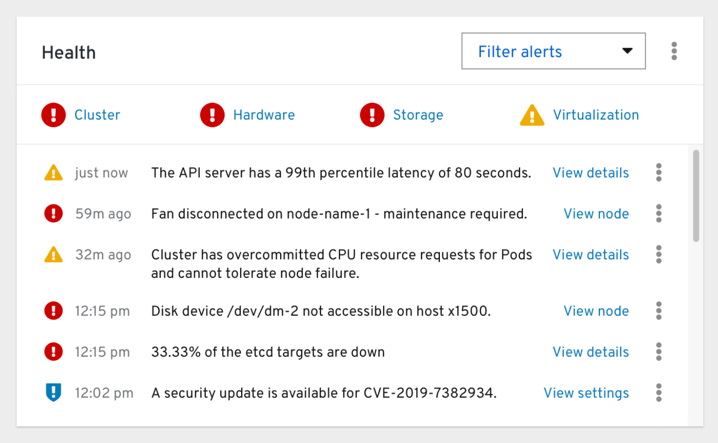 Health
Filter alerts
Cluster
Hardware
Storage
Virtualization
just now The API server has a 99th percentile latency of 80 seconds. View details
59m ago Fan disconnected on node-name-1 - maintenance required. View node
32m ago Cluster has overcommitted CPU resource requests for Pods View details
and cannot tolerate node failure.
12:15 pm Disk device /dev/dm-2 not accessible on host x1500. View node
12:15 pm 33.33% of the etcd targets are down View details
12:02 pm A security update is available for CVE-2019-7382934. View settings